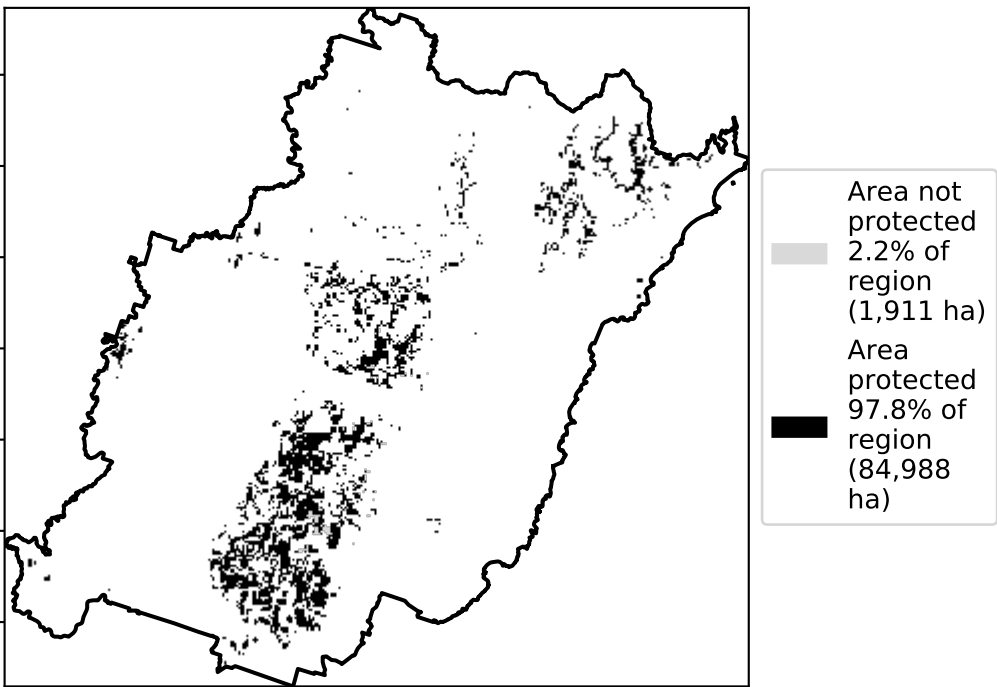 Area not
protected
2.2% of
region
(1,911 ha)
Area
protected
97.8% of
region
(84,988
ha)